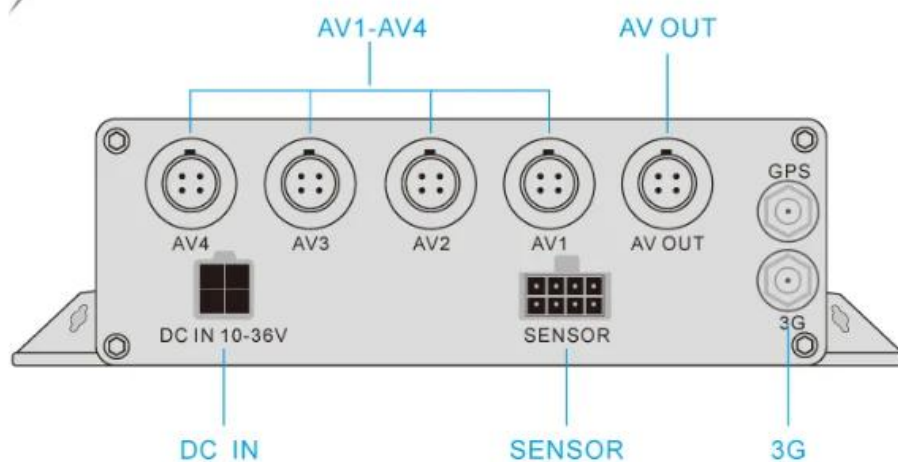 AV1-AV4 AV OUT
GPS
AV4 AV3 AV2 AV1 AV OUT
3G
DC IN 10-36V SENSOR
DC IN SENSOR 3G